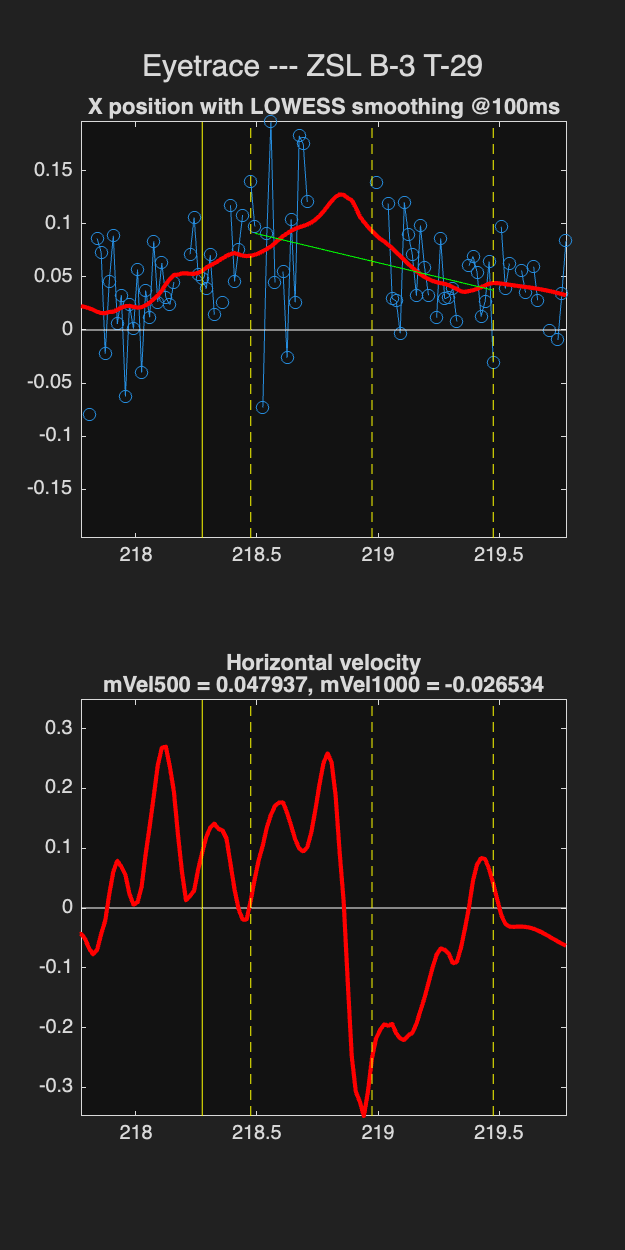 Eyetrace --- ZSL B-3 T-29
X position with LOWESS smoothing @100ms
0.15
0.1
0.05
0
-0.05
-0.1
-0.15
218 218.5 219 219.5
Horizontal velocity
mVel500 = 0.047937, mVel1000 = -0.026534
0.3
0.2
0.1
0
-0.1
-0.2
-0.3
218 218.5 219 219.5